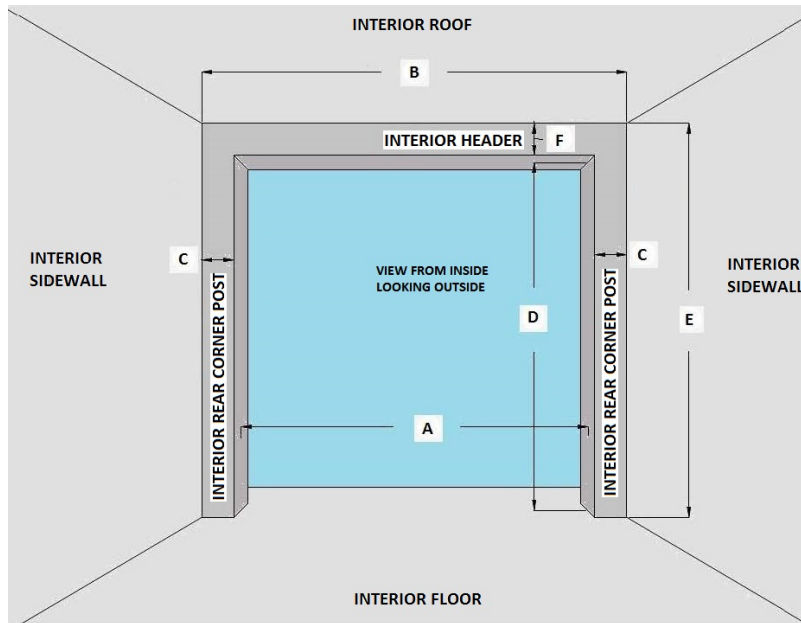 INTERIOR ROOF
B
INTERIOR HEADER
F
INTERIOR
SIDEWALL
C
VIEW FROM INSIDE
LOOKING OUTSIDE
C
INTERIOR
SIDEWALL
D
E
INTERIOR REAR CORNER POST
INTERIOR REAR CORNER POST
A
INTERIOR FLOOR